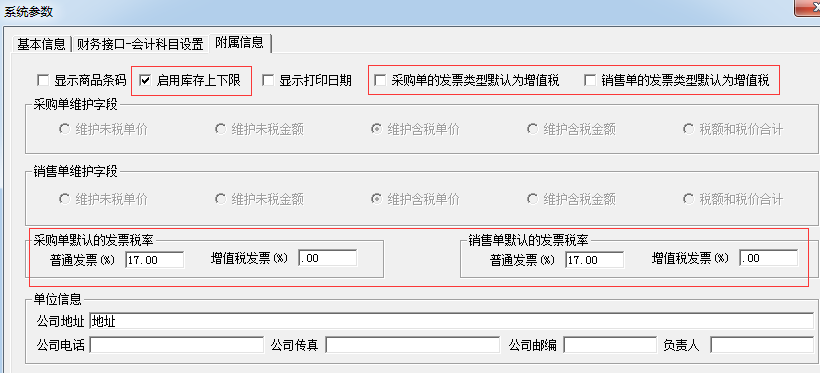 系统参数
基本信息 财务接口-会计科目设置 附属信息
显示商品条码 启用库存上下限 显示打印日期 采购单的发票类型默认为增值税 销售单的发票类型默认为增值税
采购单维护字段
维护未税单价 维护未税金额 维护含税单价 维护含税金额 税额和税价合计
销售单维护字段
维护未税单价 维护未税金额 维护含税单价 维护含税金额 税额和税价合计
采购单默认的发票税率 销售单默认的发票税率
普通发票(%) 17.00 增值税发票(%) .00 普通发票(%) 17.00 增值税发票(%) .00
单位信息
公司地址 地址
公司电话 公司传真 公司邮编 负责人